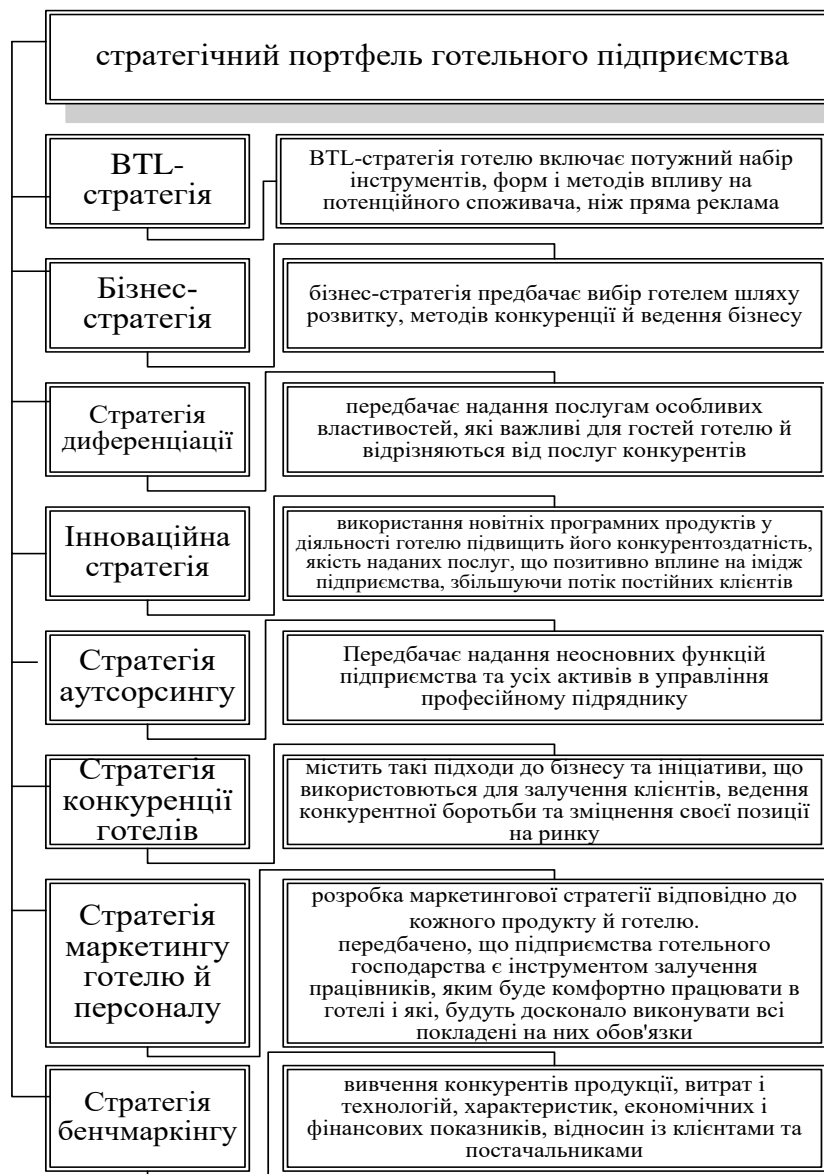 стратегічний портфель готельного підприємства
BTL-
стратегія
BTL-стратегія готелю включає потужний набір
інструментів, форм і методів впливу на
потенційного споживача, ніж пряма реклама
Бізнес-
стратегія
бізнес-стратегія предбачає вибір готелем шляху
розвитку, методів конкуренції й ведення бізнесу
Стратегія
диференціації
передбачає надання послугам особливих
властивостей, які важливі для гостей готелю й
відрізняються від послуг конкурентів
Інноваційна
стратегія
використання новітніх програмних продуктів у
діяльності готелю підвищить його конкурентоздатність,
якість наданих послуг, що позитивно вплине на імідж
підприємства, збільшуючи потік постійних клієнтів
Стратегія
аутсорсингу
Передбачає надання неосновних функцій
підприємства та усіх активів в управління
професійному підряднику
Стратегія
конкуренції
готелів
містить такі підходи до бізнесу та ініціативи, що
використовюються для залучення клієнтів, ведення
конкурентної боротьби та зміцнення своєї позиції
на ринку
Стратегія
маркетингу
готелю й
персоналу
розробка маркетингової стратегії відповідно до
кожного продукту й готелю.
передбачено, що підприємства готельного
господарства є інструментом залучення
працівників, яким буде комфортно працювати в
готелі і які, будуть досконало виконувати всі
покладені на них обов'язки
Стратегія
бенчмаркінгу
вивчення конкурентів продукції, витрат і
технологій, характеристик, економічних і
фінансових показників, відносин із клієнтами та
постачальниками